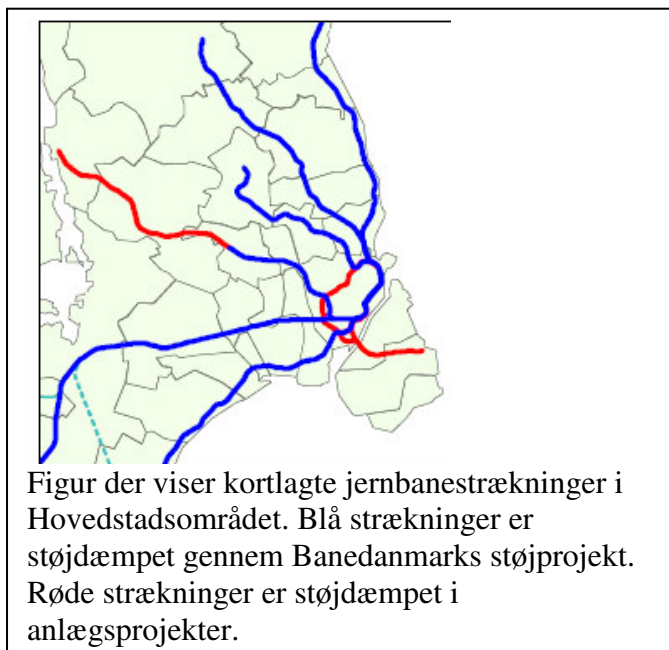 Figur der viser kortlagte jernbanestrækninger i
Hovedstadsområdet. Blå strækninger er
støjdæmpet gennem Banedanmarks støjprojekt.
Røde strækninger er støjdæmpet i
anlægsprojekter.